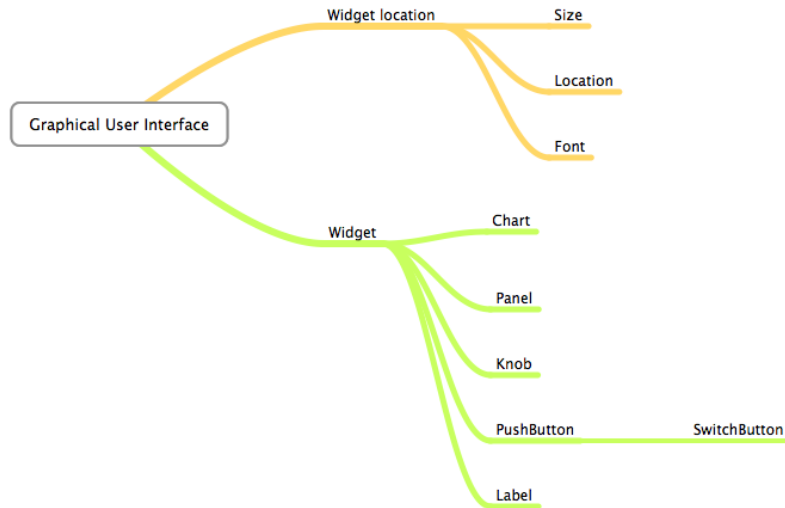 Widget location
Size
Location
Graphical User Interface
Font
Chart
Widget
Panel
Knob
PushButton
SwitchButton
Label